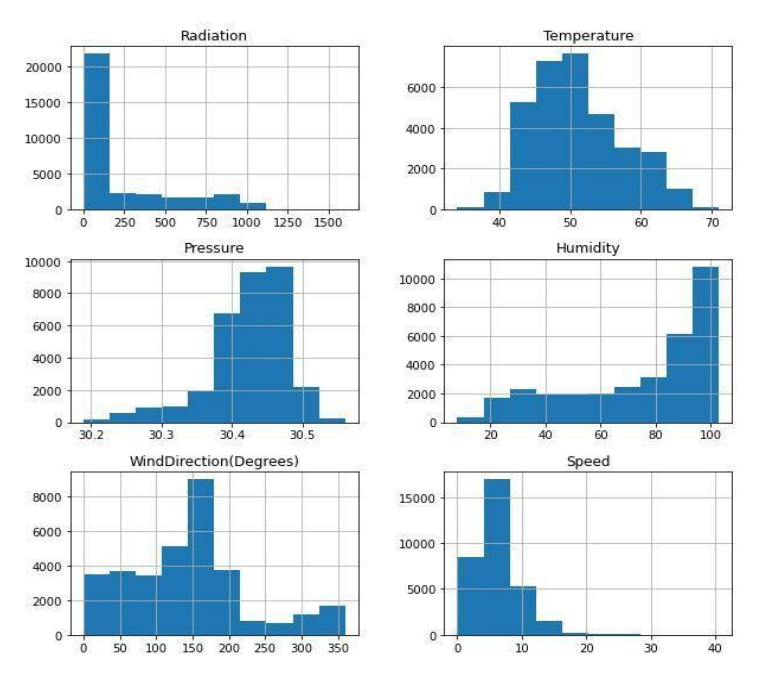 Radiation
20000
15000
10000
5000
0
0 250 500 750 1000 1250 1500
Temperature
6000
4000
2000
0
40 50 60 70
Pressure
10000
8000
6000
4000
2000
0
30.2 30.3 30.4 30.5
Humidity
10000
8000
6000
4000
2000
0
20 40 60 80 100
WindDirection(Degrees)
8000
6000
4000
2000
0
0 50 100 150 200 250 300 350
Speed
15000
10000
5000
0
0 10 20 30 40